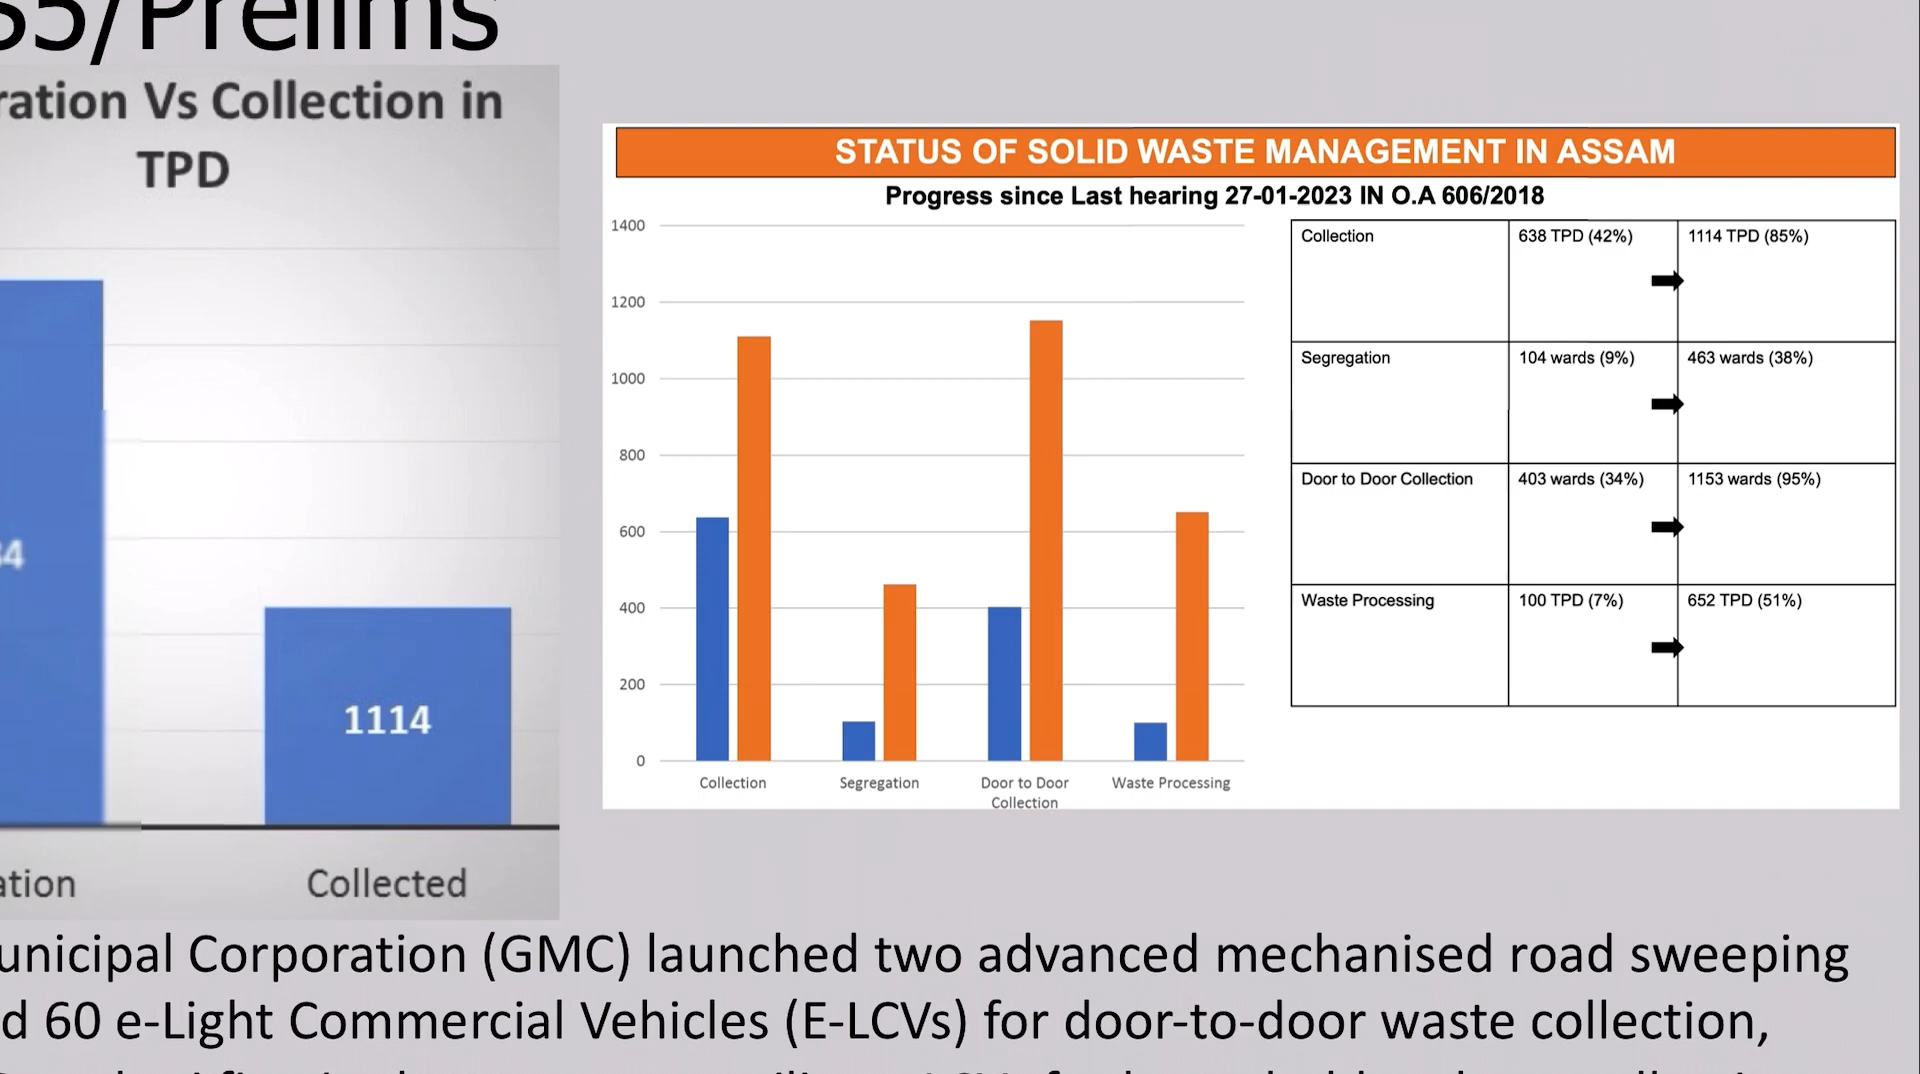 S5/Prelims
ration Vs Collection in
TPD
34
1114
ation
Collected
STATUS OF SOLID WASTE MANAGEMENT IN ASSAM
Progress since Last hearing 27-01-2023 IN O.A 606/2018
1400
1200
1000
800
600
400
200
0
Collection
Segregation
Door to Door
Collection
Waste Processing
Collection 638 TPD (42%) 1114 TPD (85%)
Segregation 104 wards (9%) 463 wards (38%)
Door to Door Collection 403 wards (34%) 1153 wards (95%)
Waste Processing 100 TPD (7%) 652 TPD (51%)
unicipal Corporation (GMC) launched two advanced mechanised road sweeping
d 60 e-Light Commercial Vehicles (E-LCVs) for door-to-door waste collection,